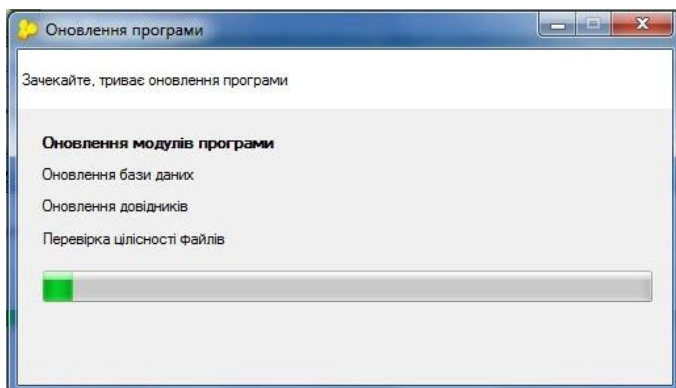 Оновлення програми
Зачекайте, триває оновлення програми
Оновлення модулів програми
Оновлення бази даних
Оновлення довідників
Перевірка цілісності файлів